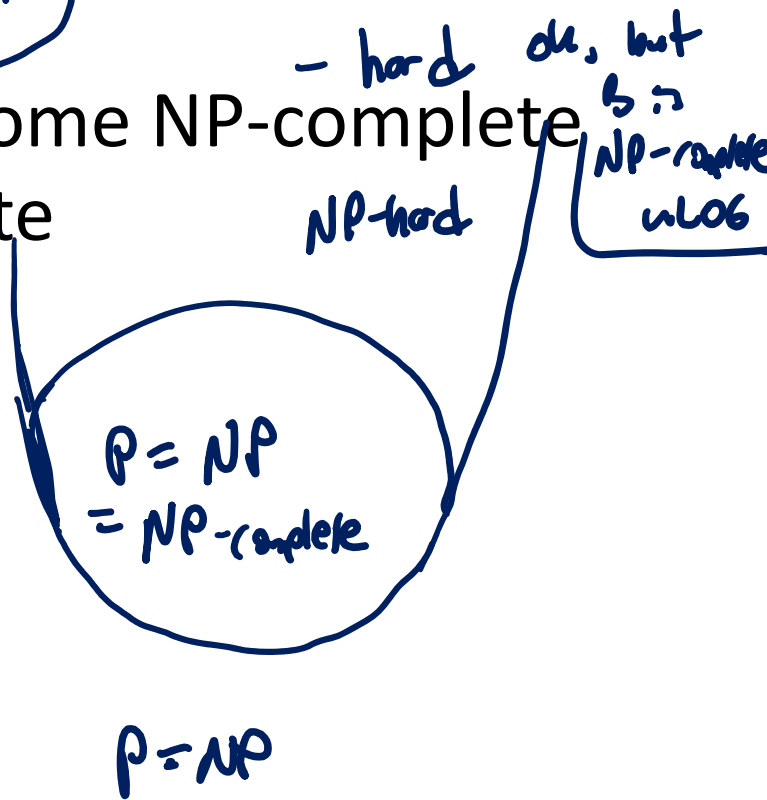 - hard ok, but
ome NP-complete B is
NP-complete
te NP-hard wLOG
P = NP
= NP-complete
P = NP